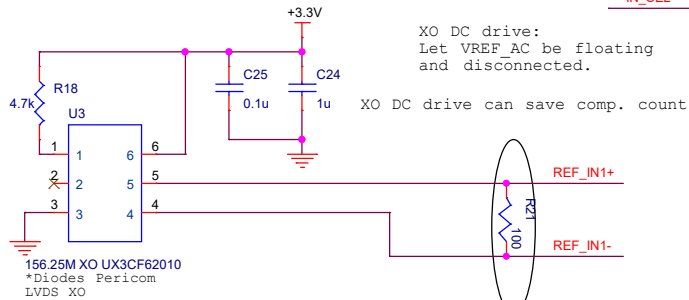 IN_SEL
+3.3V
XO DC drive:
Let VREF_AC be floating
and disconnected.
XO DC drive can save comp. count
R18
4.7k
U3
C25
0.1u
C24
1u
1 1 6 6
2 2 5 5
3 3 4 4
REF_IN1+
R21
100
REF_IN1-
156.25M XO UX3CF62010
*Diodes Pericom
LVDS XO